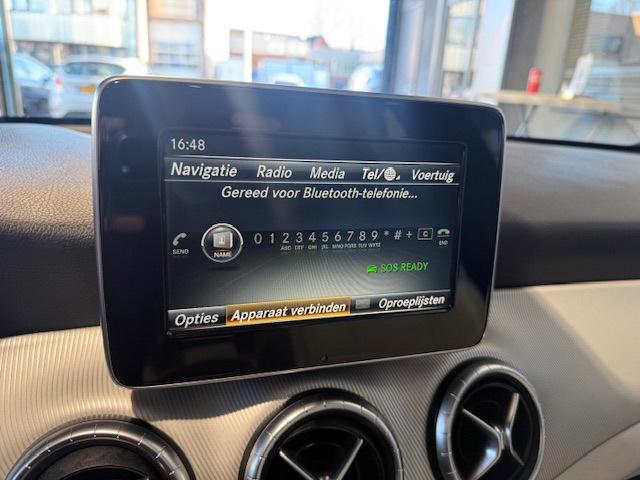 16:48
Navigatie Radio Media Tel/ Voertuig
Gereed voor Bluetooth-telefonie...
0 1 2 3 4 5 6 7 8 9 * # + C
ABC DEF GHI JKL MNO PQRS TUV WXYZ
SEND NAME END
SOS READY
Opties Apparaat verbinden Oproeplijsten